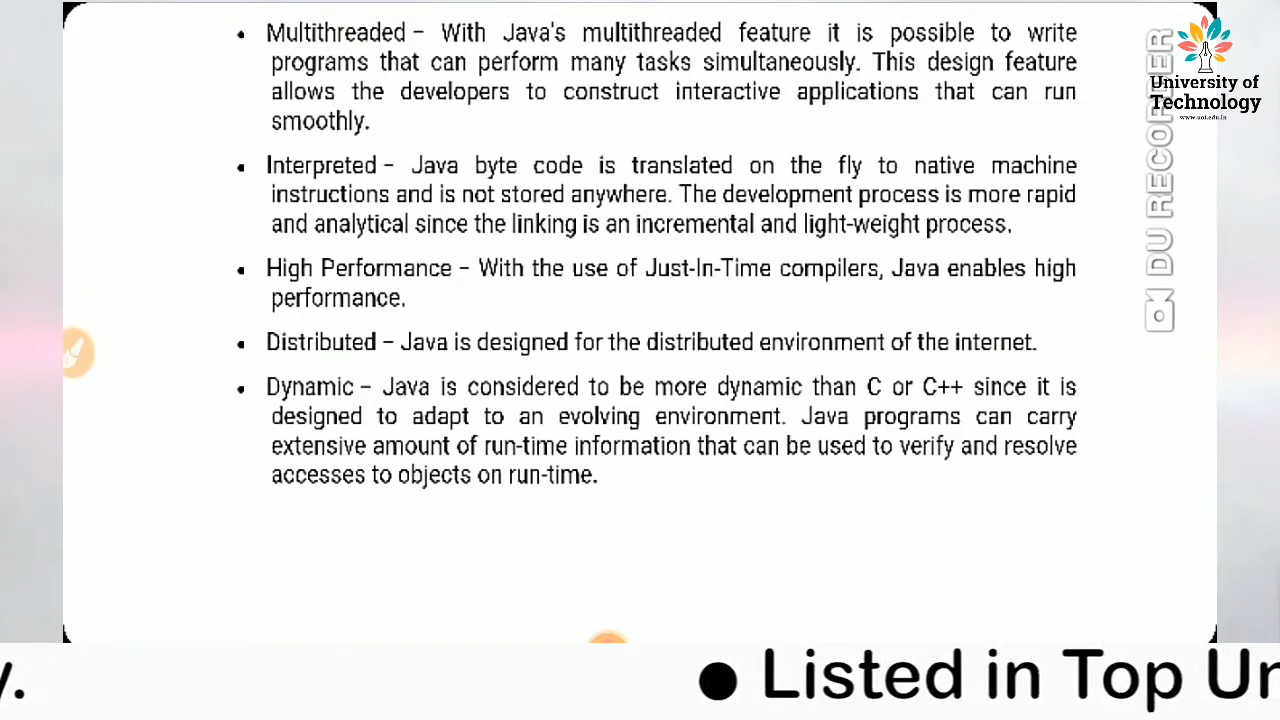 • Multithreaded – With Java's multithreaded feature it is possible to write
programs that can perform many tasks simultaneously. This design feature
allows the developers to construct interactive applications that can run
smoothly.
• Interpreted – Java byte code is translated on the fly to native machine
instructions and is not stored anywhere. The development process is more rapid
and analytical since the linking is an incremental and light-weight process.
• High Performance – With the use of Just-In-Time compilers, Java enables high
performance.
• Distributed – Java is designed for the distributed environment of the internet.
• Dynamic – Java is considered to be more dynamic than C or C++ since it is
designed to adapt to an evolving environment. Java programs can carry
extensive amount of run-time information that can be used to verify and resolve
accesses to objects on run-time.
University of
Technology
www.uot.edu.in
DU RECORDER
y.
● Listed in Top Un